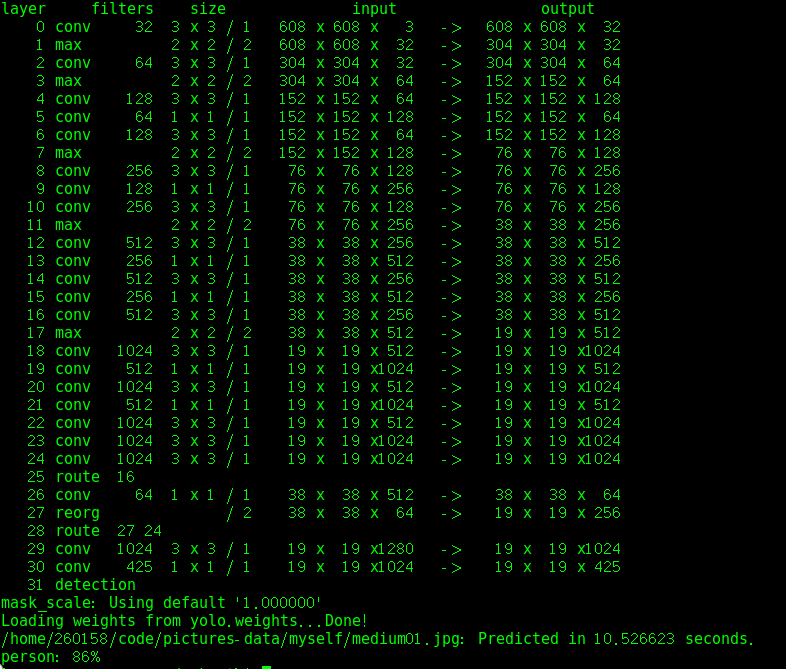 layer     filters    size              input                output
    0 conv     32  3 x 3 / 1   608 x 608 x   3   ->   608 x 608 x  32
    1 max          2 x 2 / 2   608 x 608 x  32   ->   304 x 304 x  32
    2 conv     64  3 x 3 / 1   304 x 304 x  32   ->   304 x 304 x  64
    3 max          2 x 2 / 2   304 x 304 x  64   ->   152 x 152 x  64
    4 conv    128  3 x 3 / 1   152 x 152 x  64   ->   152 x 152 x 128
    5 conv     64  1 x 1 / 1   152 x 152 x 128   ->   152 x 152 x  64
    6 conv    128  3 x 3 / 1   152 x 152 x  64   ->   152 x 152 x 128
    7 max          2 x 2 / 2   152 x 152 x 128   ->    76 x  76 x 128
    8 conv    256  3 x 3 / 1    76 x  76 x 128   ->    76 x  76 x 256
    9 conv    128  1 x 1 / 1    76 x  76 x 256   ->    76 x  76 x 128
   10 conv    256  3 x 3 / 1    76 x  76 x 128   ->    76 x  76 x 256
   11 max          2 x 2 / 2    76 x  76 x 256   ->    38 x  38 x 256
   12 conv    512  3 x 3 / 1    38 x  38 x 256   ->    38 x  38 x 512
   13 conv    256  1 x 1 / 1    38 x  38 x 512   ->    38 x  38 x 256
   14 conv    512  3 x 3 / 1    38 x  38 x 256   ->    38 x  38 x 512
   15 conv    256  1 x 1 / 1    38 x  38 x 512   ->    38 x  38 x 256
   16 conv    512  3 x 3 / 1    38 x  38 x 256   ->    38 x  38 x 512
   17 max          2 x 2 / 2    38 x  38 x 512   ->    19 x  19 x 512
   18 conv   1024  3 x 3 / 1    19 x  19 x 512   ->    19 x  19 x1024
   19 conv    512  1 x 1 / 1    19 x  19 x1024   ->    19 x  19 x 512
   20 conv   1024  3 x 3 / 1    19 x  19 x 512   ->    19 x  19 x1024
   21 conv    512  1 x 1 / 1    19 x  19 x1024   ->    19 x  19 x 512
   22 conv   1024  3 x 3 / 1    19 x  19 x 512   ->    19 x  19 x1024
   23 conv   1024  3 x 3 / 1    19 x  19 x1024   ->    19 x  19 x1024
   24 conv   1024  3 x 3 / 1    19 x  19 x1024   ->    19 x  19 x1024
   25 route  16
   26 conv     64  1 x 1 / 1    38 x  38 x 512   ->    38 x  38 x  64
   27 reorg              / 2    38 x  38 x  64   ->    19 x  19 x 256
   28 route  27 24
   29 conv   1024  3 x 3 / 1    19 x  19 x1280   ->    19 x  19 x1024
   30 conv    425  1 x 1 / 1    19 x  19 x1024   ->    19 x  19 x 425
   31 detection
mask_scale: Using default '1.000000'
Loading weights from yolo.weights...Done!
/home/260158/code/pictures-data/myself/medium01.jpg: Predicted in 10.526623 seconds.
person: 86%